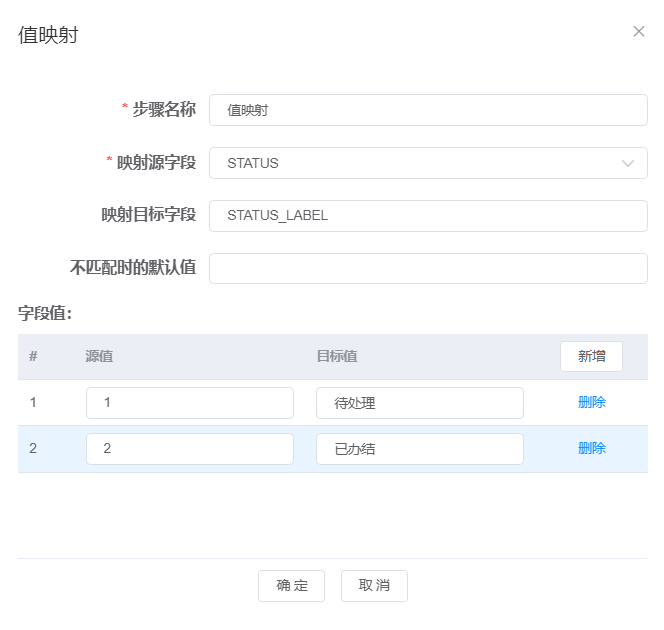 值映射
* 步骤名称 值映射
* 映射源字段 STATUS
映射目标字段 STATUS_LABEL
不匹配时的默认值
字段值:
# 源值 目标值 新增
1 1 待处理 删除
2 2 已办结 删除
确 定 取 消